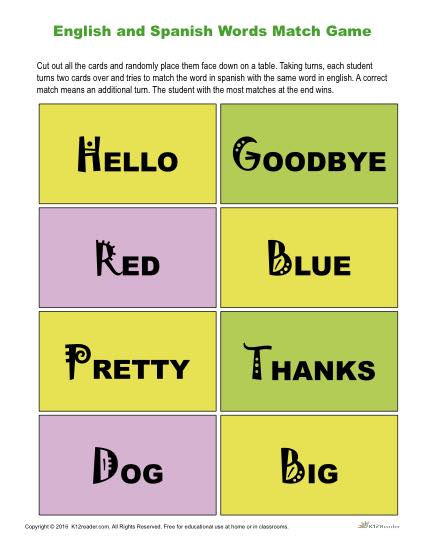 English and Spanish Words Match Game
Cut out all the cards and randomly place them face down on a table. Taking turns, each student
turns two cards over and tries to match the word in spanish with the same word in english. A correct
match means an additional turn. The student with the most matches at the end wins.
HELLO
GOODBYE
RED
BLUE
PRETTY
THANKS
DOG
BIG
Copyright © 2016 K12reader.com. All Rights Reserved. Free for educational use at home or in classrooms.
K12Reader